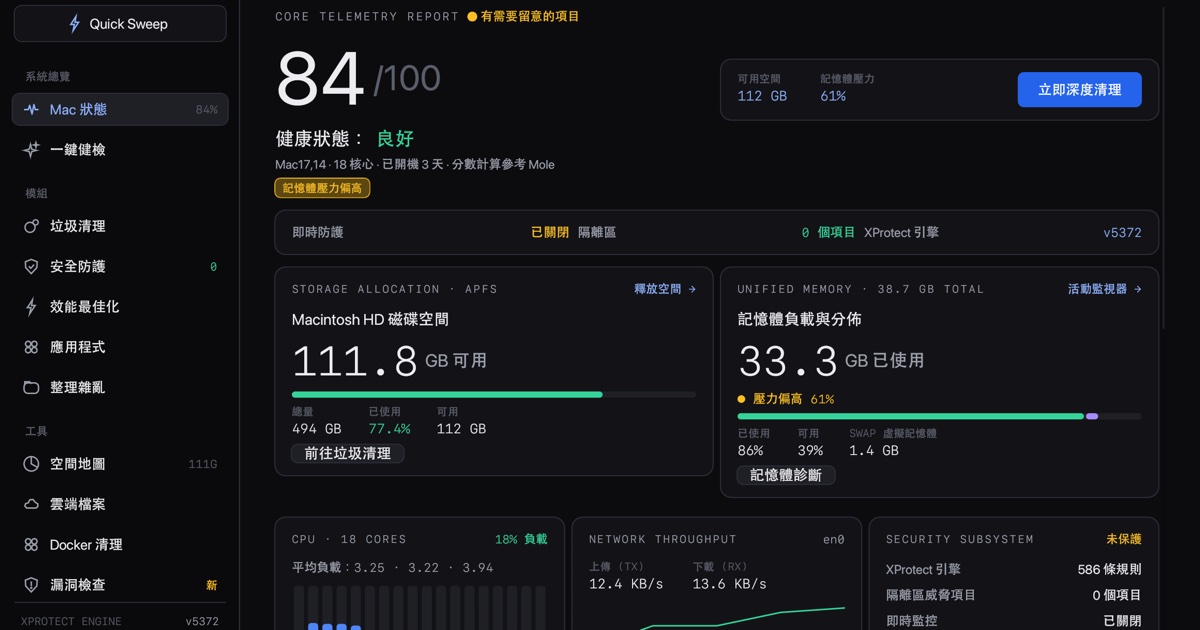 Quick Sweep
系統總覽
Mac 狀態 84%
一鍵健檢
模組
垃圾清理
安全防護 0
效能最佳化
應用程式
整理雜亂
工具
空間地圖 111G
雲端檔案
Docker 清理
漏洞檢查 新
XPROTECT ENGINE v5372
CORE TELEMETRY REPORT 有需要留意的項目
84 /100
健康狀態： 良好
Mac17,14 · 18 核心 · 已開機 3 天 · 分數計算參考 Mole
記憶體壓力偏高
可用空間 記憶體壓力
112 GB 61%
立即深度清理
即時防護 已關閉 隔離區 0 個項目 XProtect 引擎 v5372
STORAGE ALLOCATION · APFS 釋放空間 →
Macintosh HD 磁碟空間
111.8 GB 可用
總量 已使用 可用
494 GB 77.4% 112 GB
前往垃圾清理
UNIFIED MEMORY · 38.7 GB TOTAL 活動監視器 →
記憶體負載與分佈
33.3 GB 已使用
壓力偏高 61%
已使用 可用 SWAP 虛擬記憶體
86% 39% 1.4 GB
記憶體診斷
CPU · 18 CORES 18% 負載
平均負載：3.25 · 3.22 · 3.94
NETWORK THROUGHPUT en0
上傳 (TX) 下載 (RX)
12.4 KB/s 13.6 KB/s
SECURITY SUBSYSTEM 未保護
XProtect 引擎 586 條規則
隔離區威脅項目 0 個項目
即時監控 已關閉